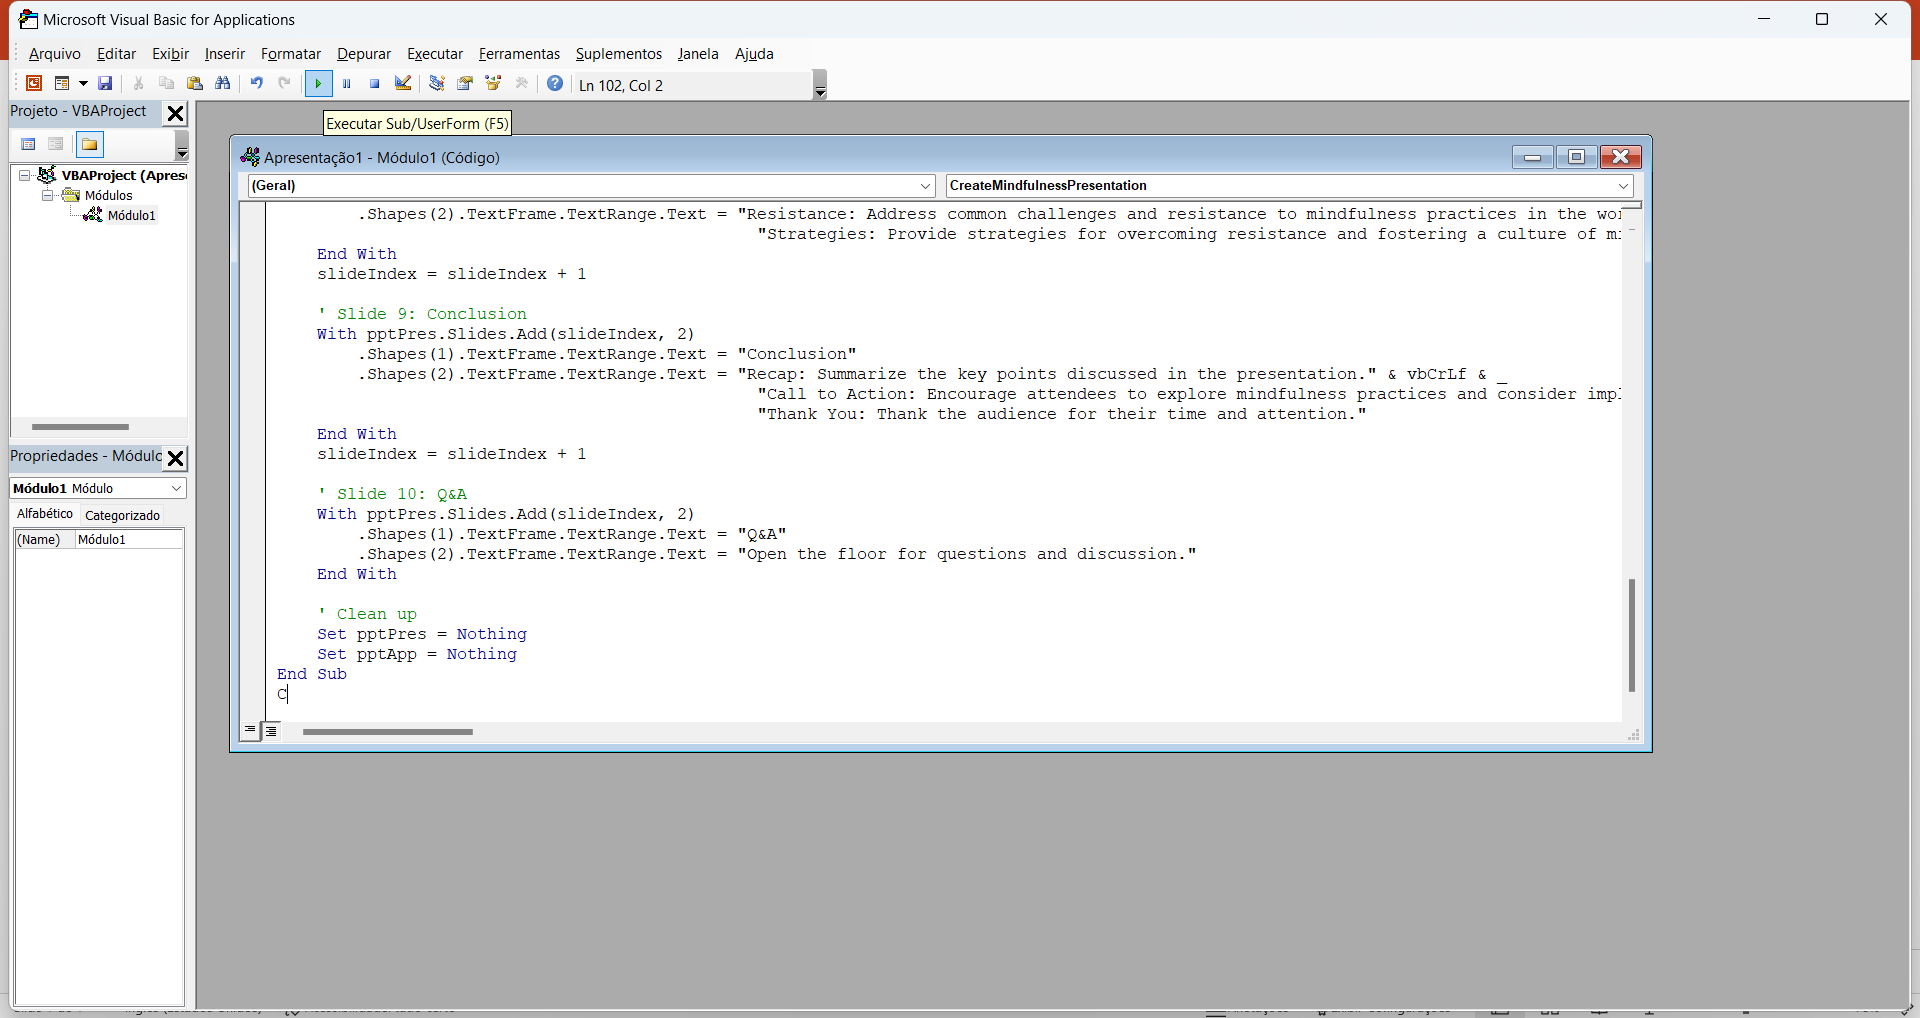 Microsoft Visual Basic for Applications
Arquivo Editar Exibir Inserir Formatar Depurar Executar Ferramentas Suplementos Janela Ajuda
Ln 102, Col 2
Projeto - VBAProject
Executar Sub/UserForm (F5)
VBAProject (Apres
Módulos
Módulo1
Apresentação1 - Módulo1 (Código)
(Geral) CreateMindfulnessPresentation
.Shapes(2).TextFrame.TextRange.Text = "Resistance: Address common challenges and resistance to mindfulness practices in the wo
"Strategies: Provide strategies for overcoming resistance and fostering a culture of m
End With
slideIndex = slideIndex + 1
' Slide 9: Conclusion
With pptPres.Slides.Add(slideIndex, 2)
.Shapes(1).TextFrame.TextRange.Text = "Conclusion"
.Shapes(2).TextFrame.TextRange.Text = "Recap: Summarize the key points discussed in the presentation." & vbCrLf & _
"Call to Action: Encourage attendees to explore mindfulness practices and consider imp
"Thank You: Thank the audience for their time and attention."
End With
slideIndex = slideIndex + 1
' Slide 10: Q&A
With pptPres.Slides.Add(slideIndex, 2)
.Shapes(1).TextFrame.TextRange.Text = "Q&A"
.Shapes(2).TextFrame.TextRange.Text = "Open the floor for questions and discussion."
End With
' Clean up
Set pptPres = Nothing
Set pptApp = Nothing
End Sub
C
Propriedades - Módulo
Módulo1 Módulo
Alfabético Categorizado
(Name) Módulo1